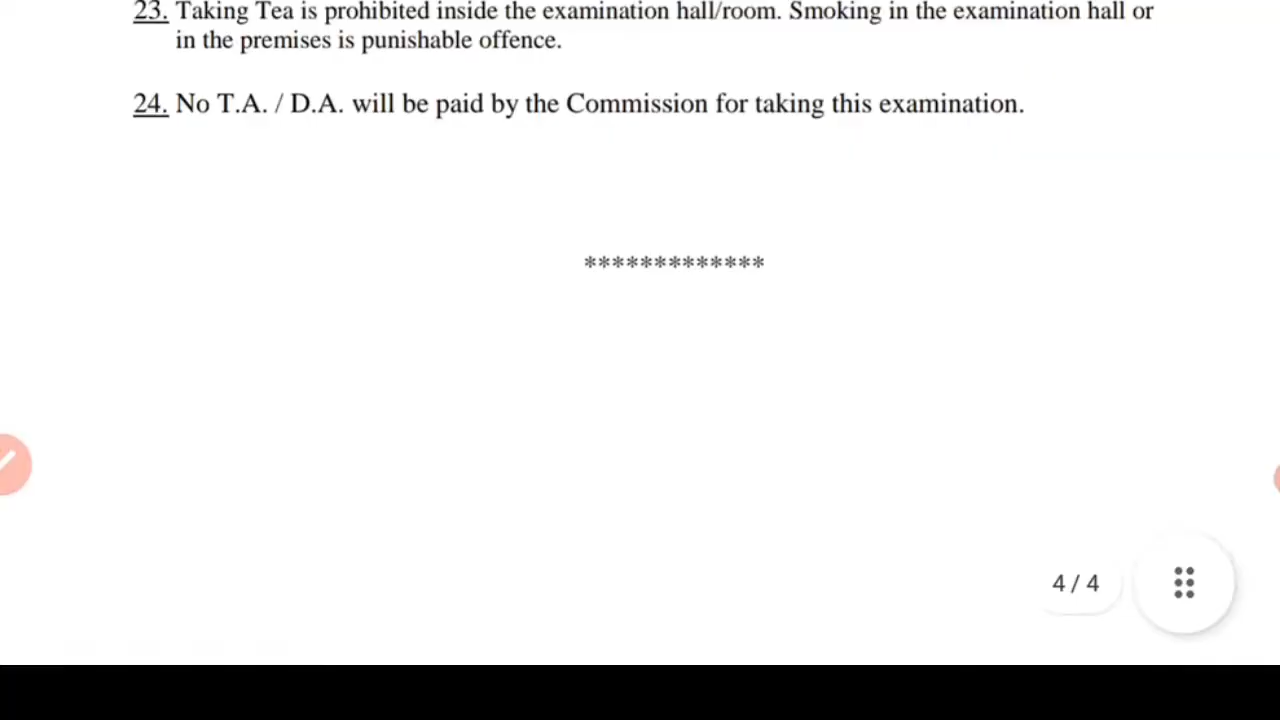 23. Taking Tea is prohibited inside the examination hall/room. Smoking in the examination hall or
in the premises is punishable offence.
24. No T.A. / D.A. will be paid by the Commission for taking this examination.
*************
4 / 4